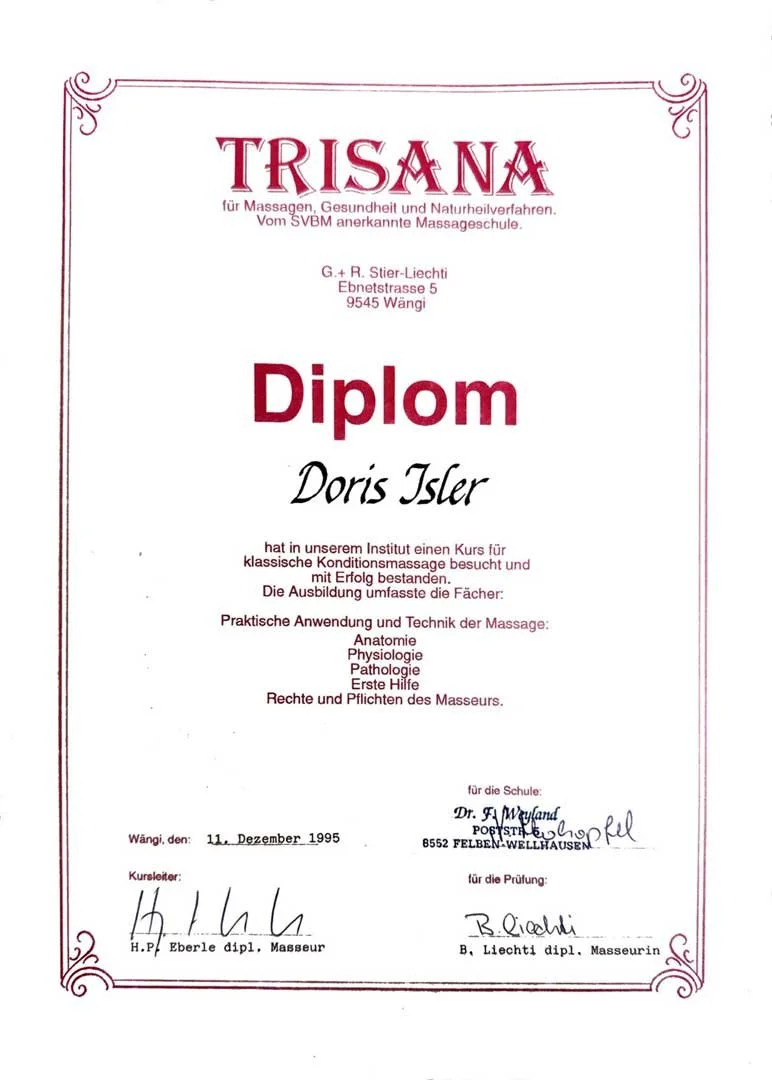 TRISANA
für Massagen, Gesundheit und Naturheilverfahren.
Vom SVBM anerkannte Massageschule.
G.+ R. Stier-Liechti
Ebnetstrasse 5
9545 Wängi
Diplom
Doris Isler
hat in unserem Institut einen Kurs für
klassische Konditionsmassage besucht und
mit Erfolg bestanden.
Die Ausbildung umfasste die Fächer:
Praktische Anwendung und Technik der Massage:
Anatomie
Physiologie
Pathologie
Erste Hilfe
Rechte und Pflichten des Masseurs.
für die Schule:
Dr. F. Weyland
POSTSTR.
8552 FELBEN-WELLHAUSEN
Wängi, den: 11. Dezember 1995
Kursleiter:
H.P. Eberle dipl. Masseur
für die Prüfung:
B. Liechti
B. Liechti dipl. Masseurin